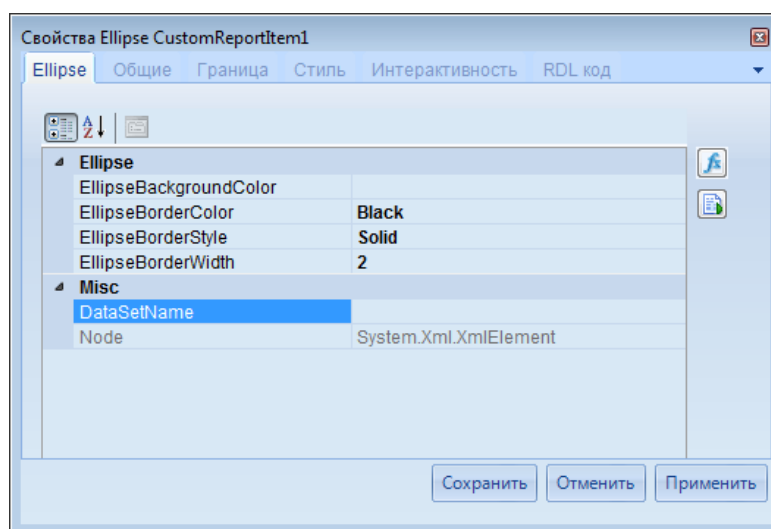 Свойства Ellipse CustomReportItem1
Ellipse Общие Граница Стиль Интерактивность RDL код
A
Z
Ellipse
EllipseBackgroundColor
EllipseBorderColor Black
EllipseBorderStyle Solid
EllipseBorderWidth 2
Misc
DataSetName
Node System.Xml.XmlElement
fx
Сохранить Отменить Применить